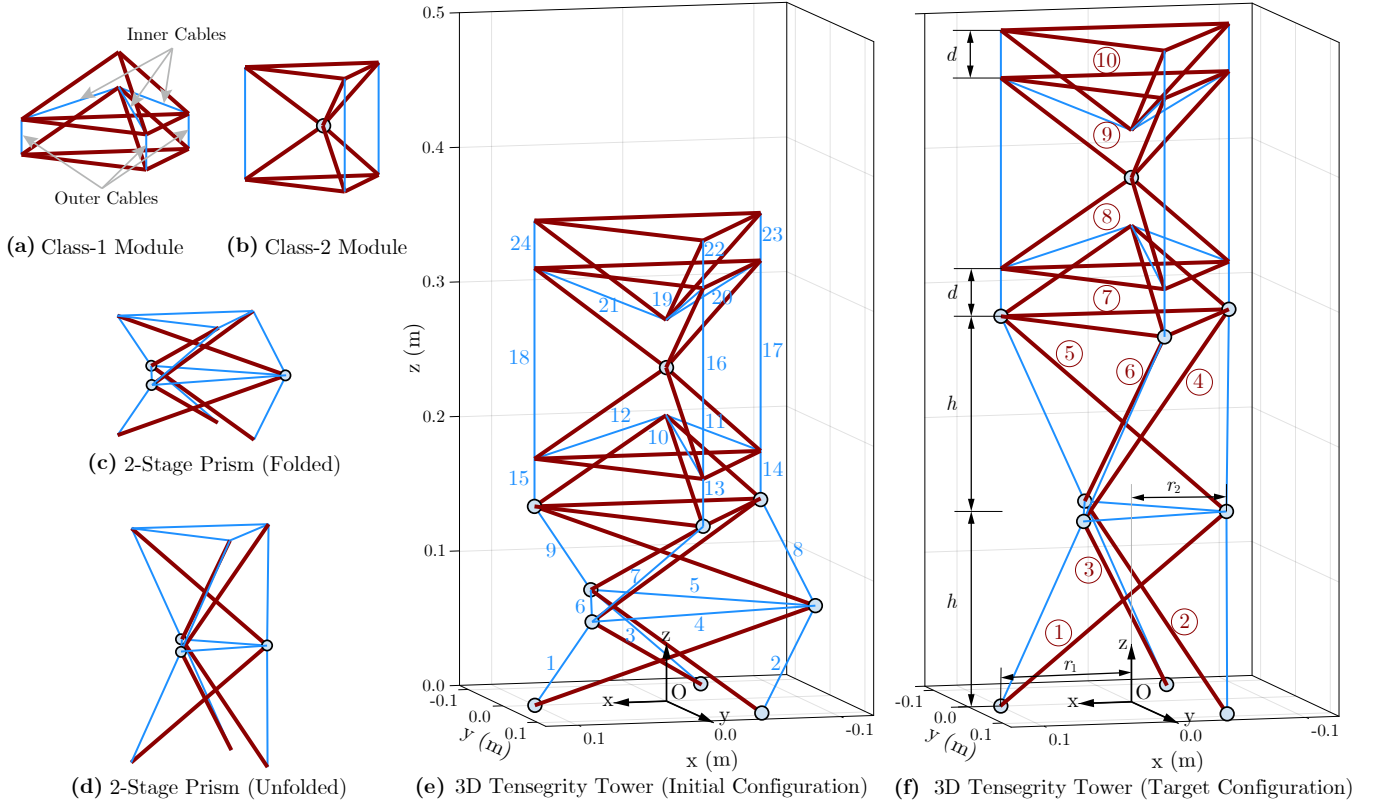 Inner Cables
Outer Cables
(a) Class-1 Module
(b) Class-2 Module
(c) 2-Stage Prism (Folded)
(d) 2-Stage Prism (Unfolded)
0.5
0.4
0.3
0.2
0.1
0.0
z (m)
-0.1
0.0
0.1
y (m)
0.1
0.0
-0.1
x (m)
24
22
23
21
19
20
18
16
17
12
10
11
15
13
14
9
7
8
6
5
4
3
1
2
z
O
x
y
(e) 3D Tensegrity Tower (Initial Configuration)
d
10
9
8
d
7
5
6
4
h
r2
3
h
1
2
r1
z
O
x
y
-0.1
0.0
0.1
y (m)
0.1
0.0
-0.1
x (m)
(f) 3D Tensegrity Tower (Target Configuration)